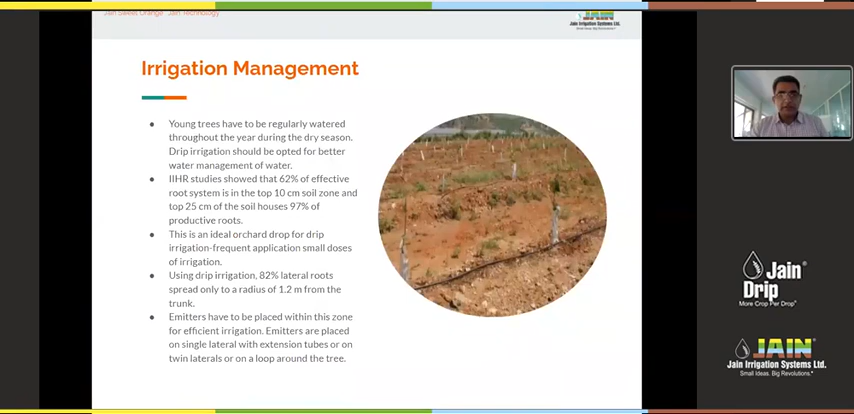 Jain Sweet Orange Jain Technology
JAIN
Jain Irrigation Systems Ltd.
Small Ideas. Big Revolutions.®
Irrigation Management
● Young trees have to be regularly watered
throughout the year during the dry season.
Drip irrigation should be opted for better
water management of water.
● IIHR studies showed that 62% of effective
root system is in the top 10 cm soil zone and
top 25 cm of the soil houses 97% of
productive roots.
● This is an ideal orchard drop for drip
irrigation-frequent application small doses
of irrigation.
● Using drip irrigation, 82% lateral roots
spread only to a radius of 1.2 m from the
trunk.
● Emitters have to be placed within this zone
for efficient irrigation. Emitters are placed
on single lateral with extension tubes or on
twin laterals or on a loop around the tree.
Jain®
Drip
More Crop Per Drop®
JAIN®
Jain Irrigation Systems Ltd.
Small Ideas. Big Revolutions.®